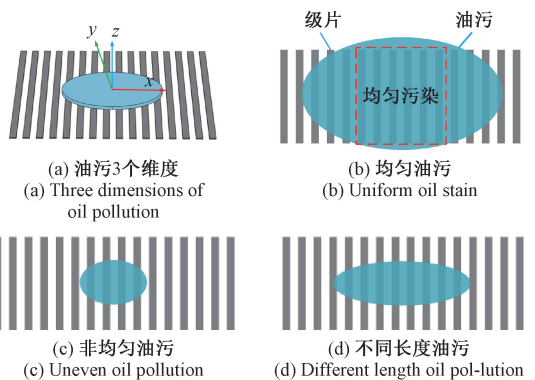 y
z
x
(a) 油污3个维度
(a) Three dimensions of
oil pollution
级片
油污
均匀污染
(b) 均匀油污
(b) Uniform oil stain
(c) 非均匀油污
(c) Uneven oil pollution
(d) 不同长度油污
(d) Different length oil pol-lution